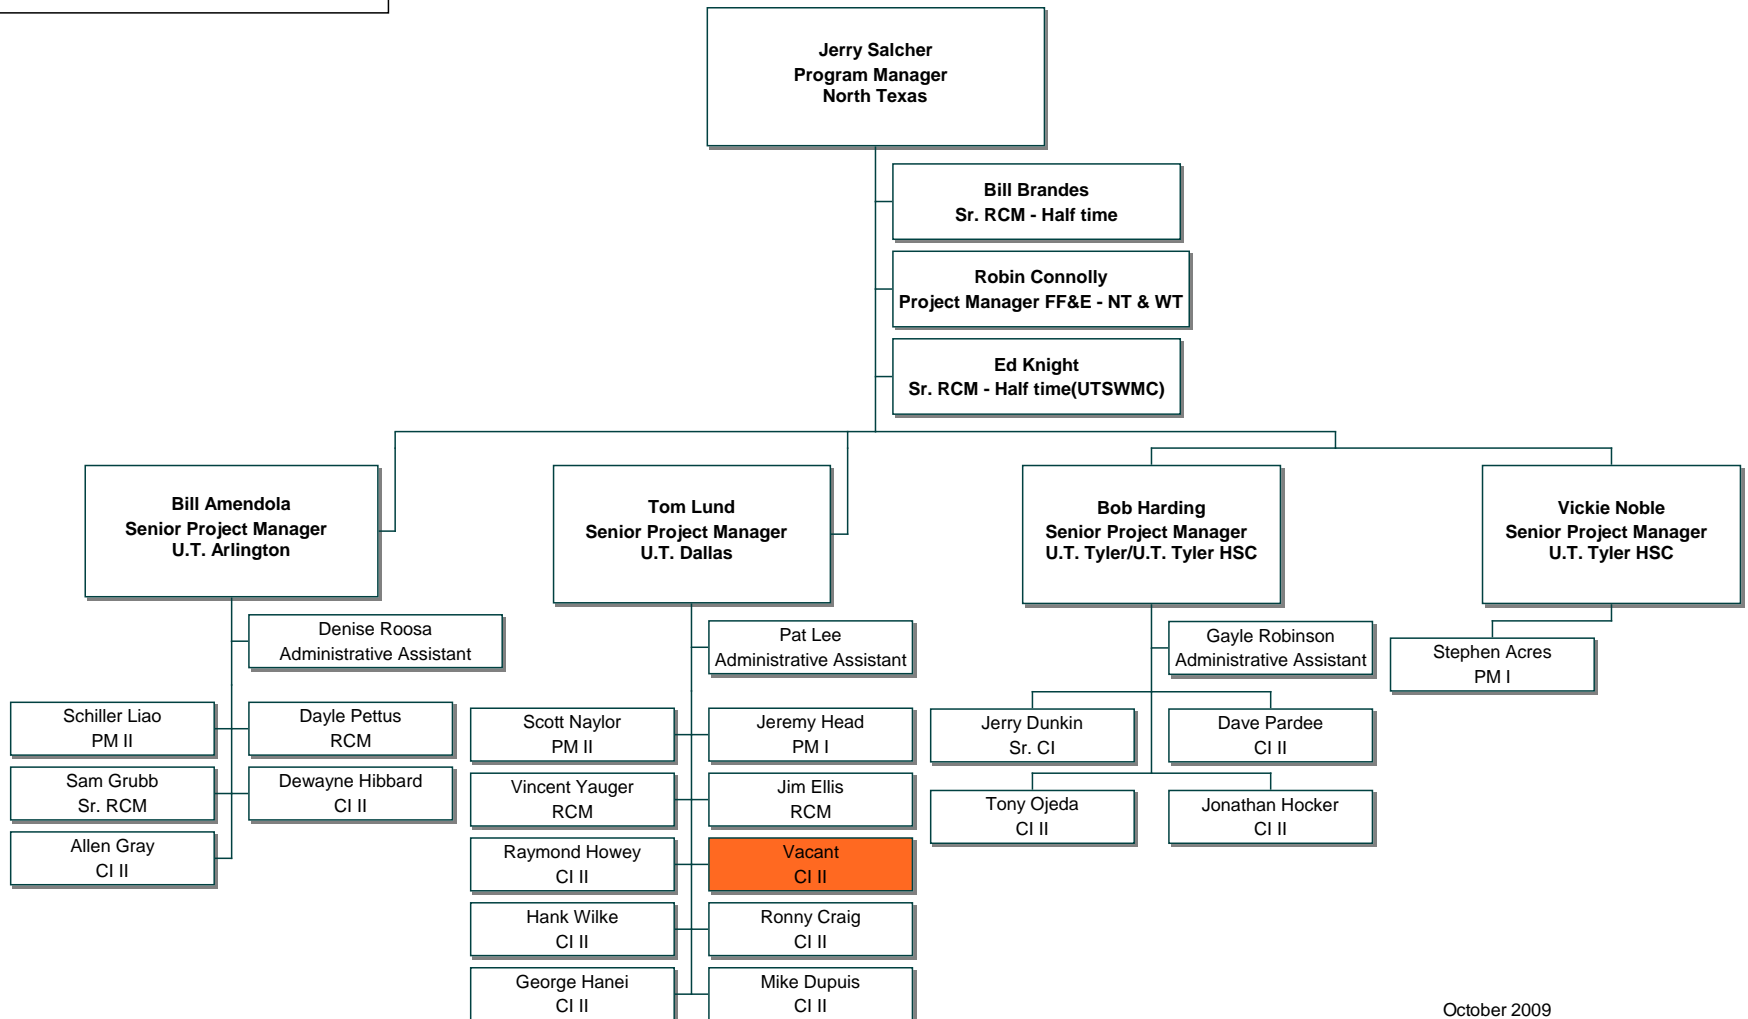 Jerry Salcher
Program Manager
North Texas
Bill Brandes
Sr. RCM - Half time
Robin Connolly
Project Manager FF&E - NT & WT
Ed Knight
Sr. RCM - Half time(UTSWMC)
Bill Amendola
Senior Project Manager
U.T. Arlington
Tom Lund
Senior Project Manager
U.T. Dallas
Bob Harding
Senior Project Manager
U.T. Tyler/U.T. Tyler HSC
Vickie Noble
Senior Project Manager
U.T. Tyler HSC
Denise Roosa
Administrative Assistant
Schiller Liao
PM II
Dayle Pettus
RCM
Sam Grubb
Sr. RCM
Dewayne Hibbard
CI II
Allen Gray
CI II
Pat Lee
Administrative Assistant
Scott Naylor
PM II
Jeremy Head
PM I
Vincent Yauger
RCM
Jim Ellis
RCM
Raymond Howey
CI II
Vacant
CI II
Hank Wilke
CI II
Ronny Craig
CI II
George Hanei
CI II
Mike Dupuis
CI II
Gayle Robinson
Administrative Assistant
Jerry Dunkin
Sr. CI
Dave Pardee
CI II
Tony Ojeda
CI II
Jonathan Hocker
CI II
Stephen Acres
PM I
October 2009